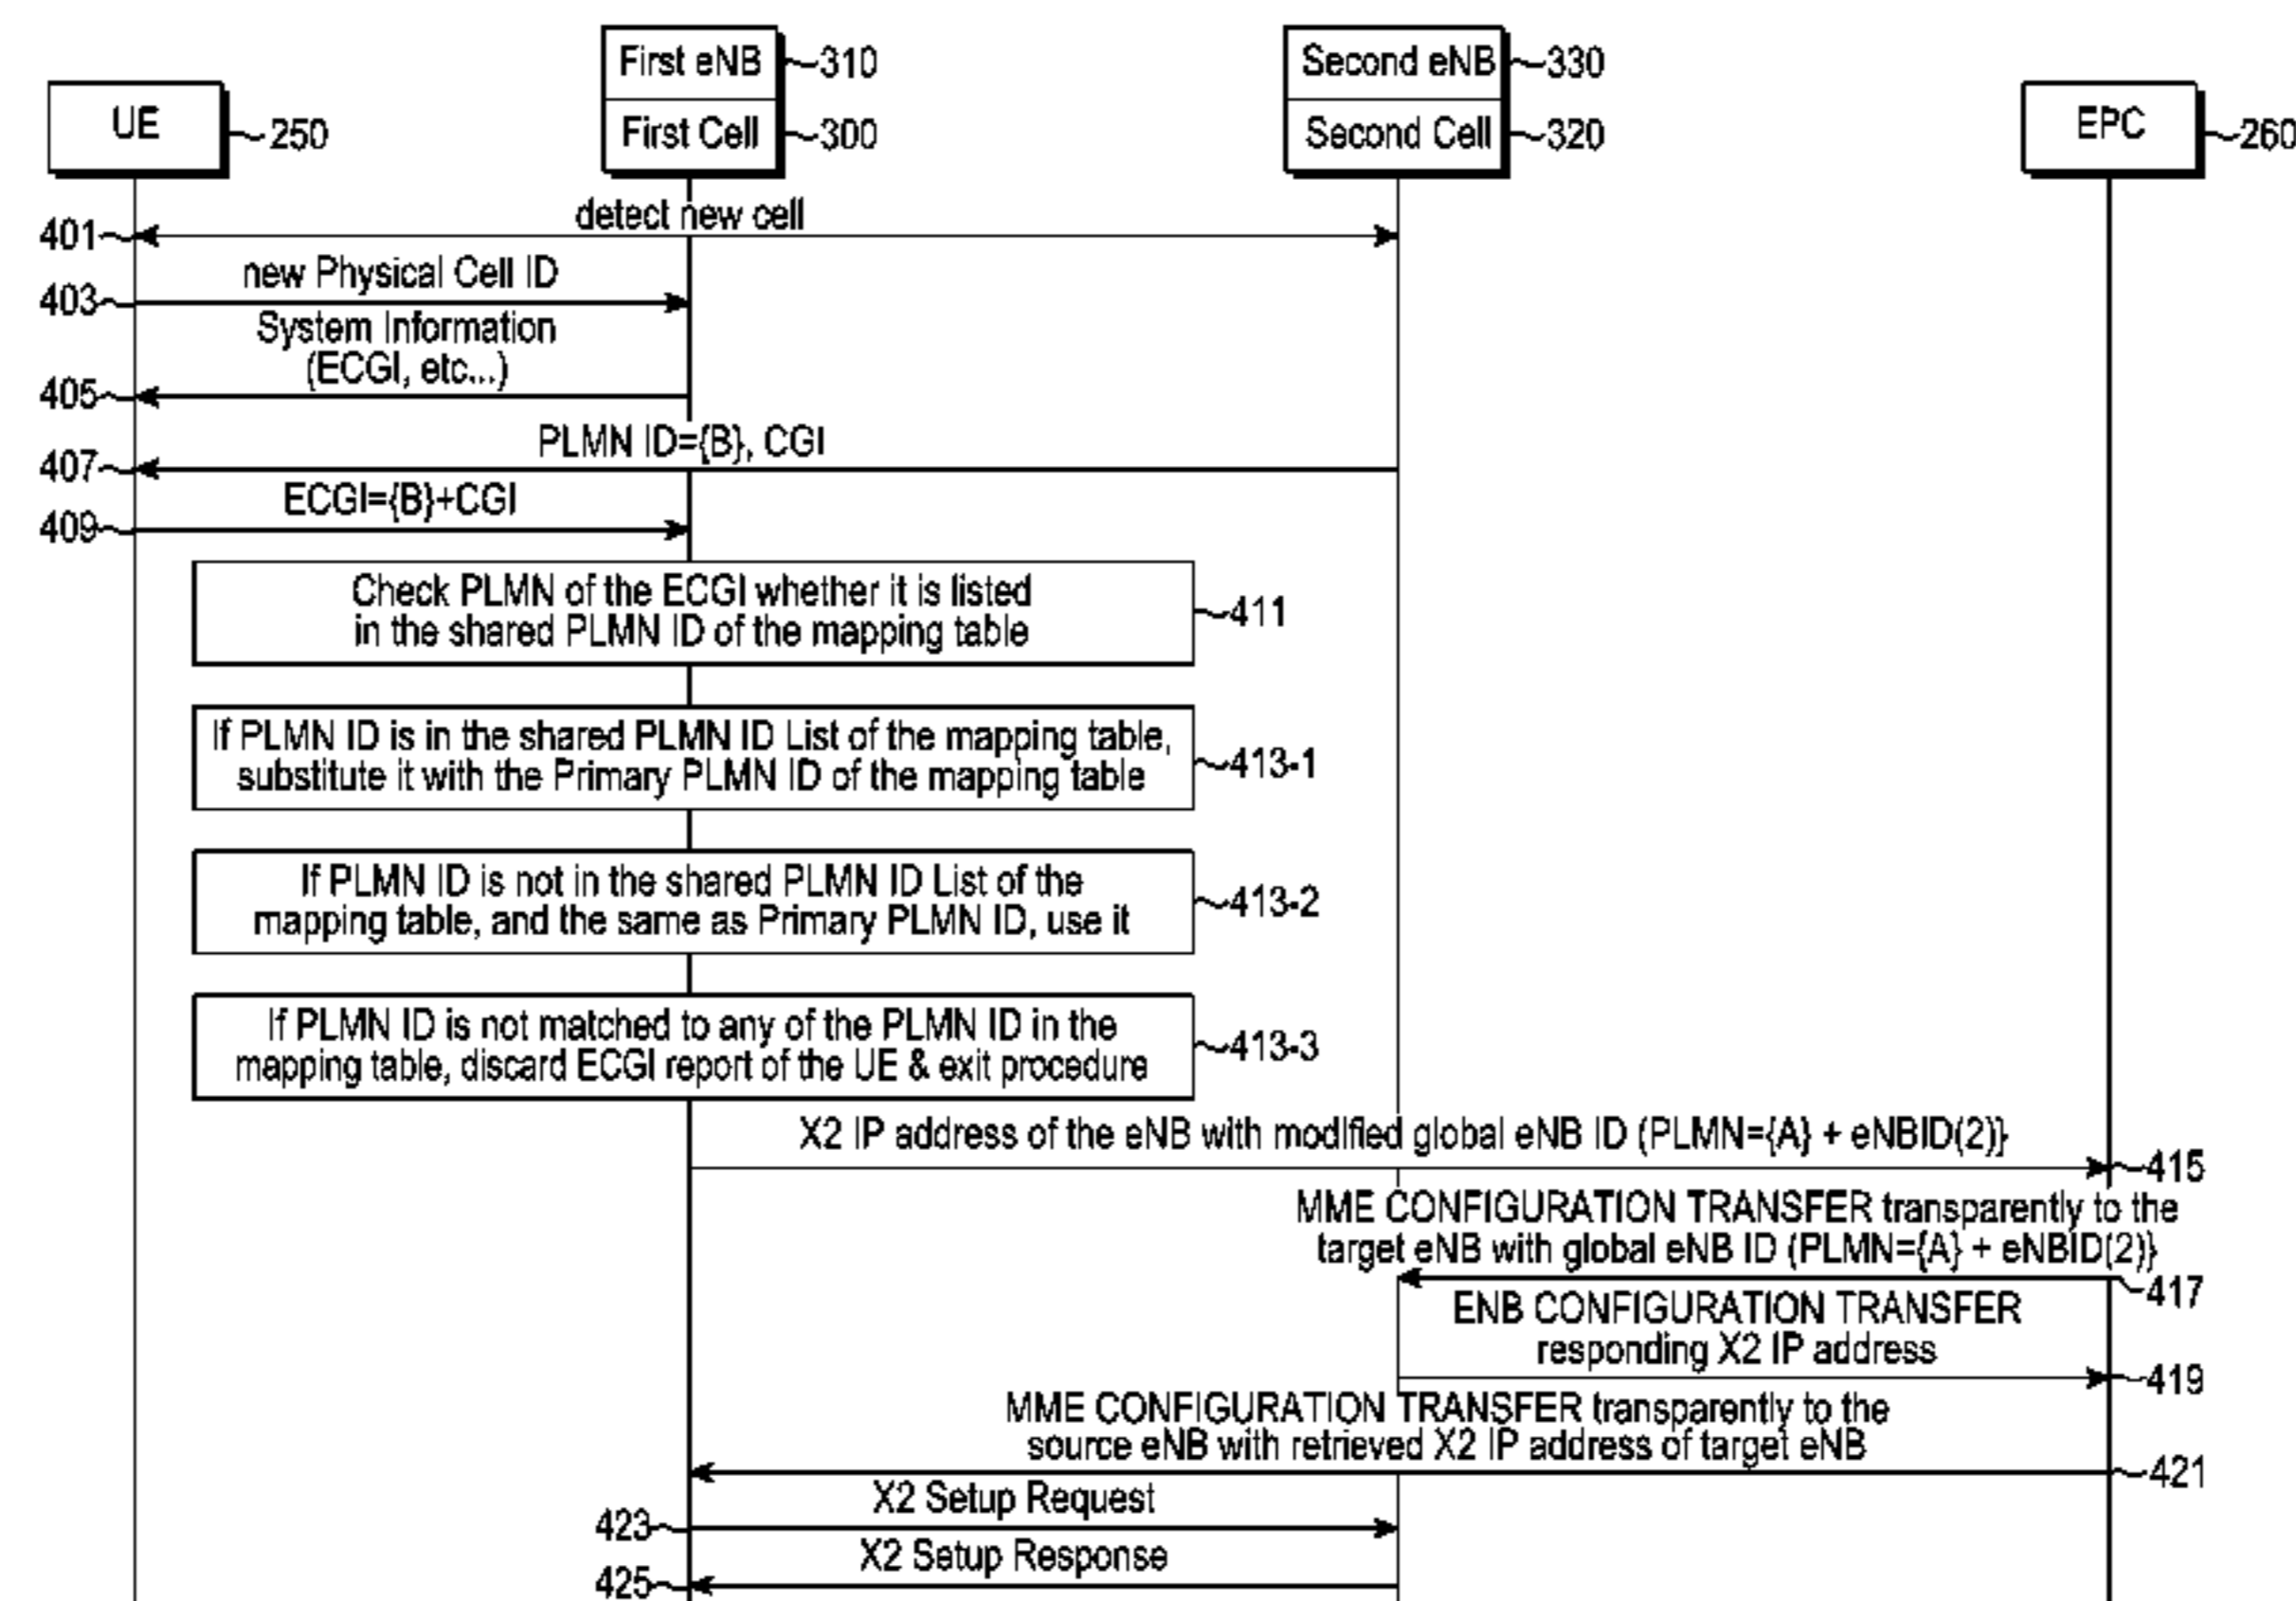 First eNB
310
Second eNB
330
UE
250
First Cell
300
Second Cell
320
EPC
260
detect new cell
401
new Physical Cell ID
403
System Information
(ECGI, etc...)
405
PLMN ID={B}, CGI
407
ECGI={B}+CGI
409
Check PLMN of the ECGI whether it is listed
in the shared PLMN ID of the mapping table
411
If PLMN ID is in the shared PLMN ID List of the mapping table,
substitute it with the Primary PLMN ID of the mapping table
413-1
If PLMN ID is not in the shared PLMN ID List of the
mapping table, and the same as Primary PLMN ID, use it
413-2
If PLMN ID is not matched to any of the PLMN ID in the
mapping table, discard ECGI report of the UE & exit procedure
413-3
X2 IP address of the eNB with modified global eNB ID (PLMN={A} + eNBID(2)}
415
MME CONFIGURATION TRANSFER transparently to the
target eNB with global eNB ID (PLMN={A} + eNBID(2)}
417
ENB CONFIGURATION TRANSFER
responding X2 IP address
419
MME CONFIGURATION TRANSFER transparently to the
source eNB with retrieved X2 IP address of target eNB
421
X2 Setup Request
423
X2 Setup Response
425